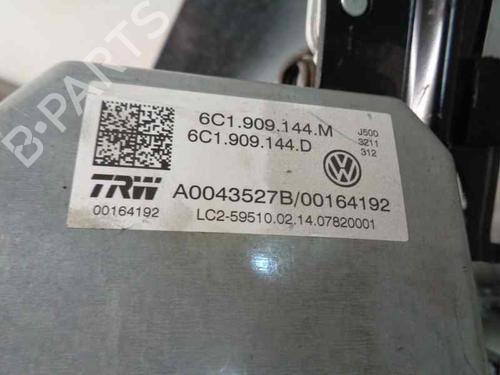 B-PARTS
6C1.909.144.M
6C1.909.144.D
J500
3211
312
TRW
A0043527B/00164192
00164192
LC2-59510.02.14.07820001